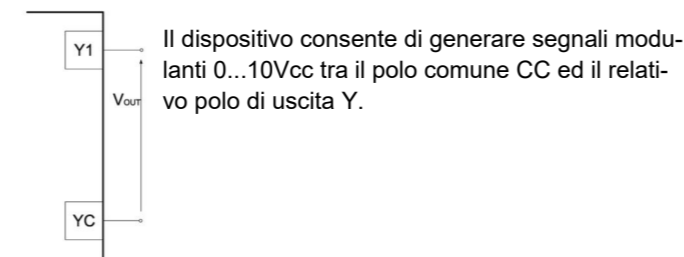 Y1
Il dispositivo consente di generare segnali modu-
lanti 0...10Vcc tra il polo comune CC ed il relati-
vo polo di uscita Y.
VOUT
YC